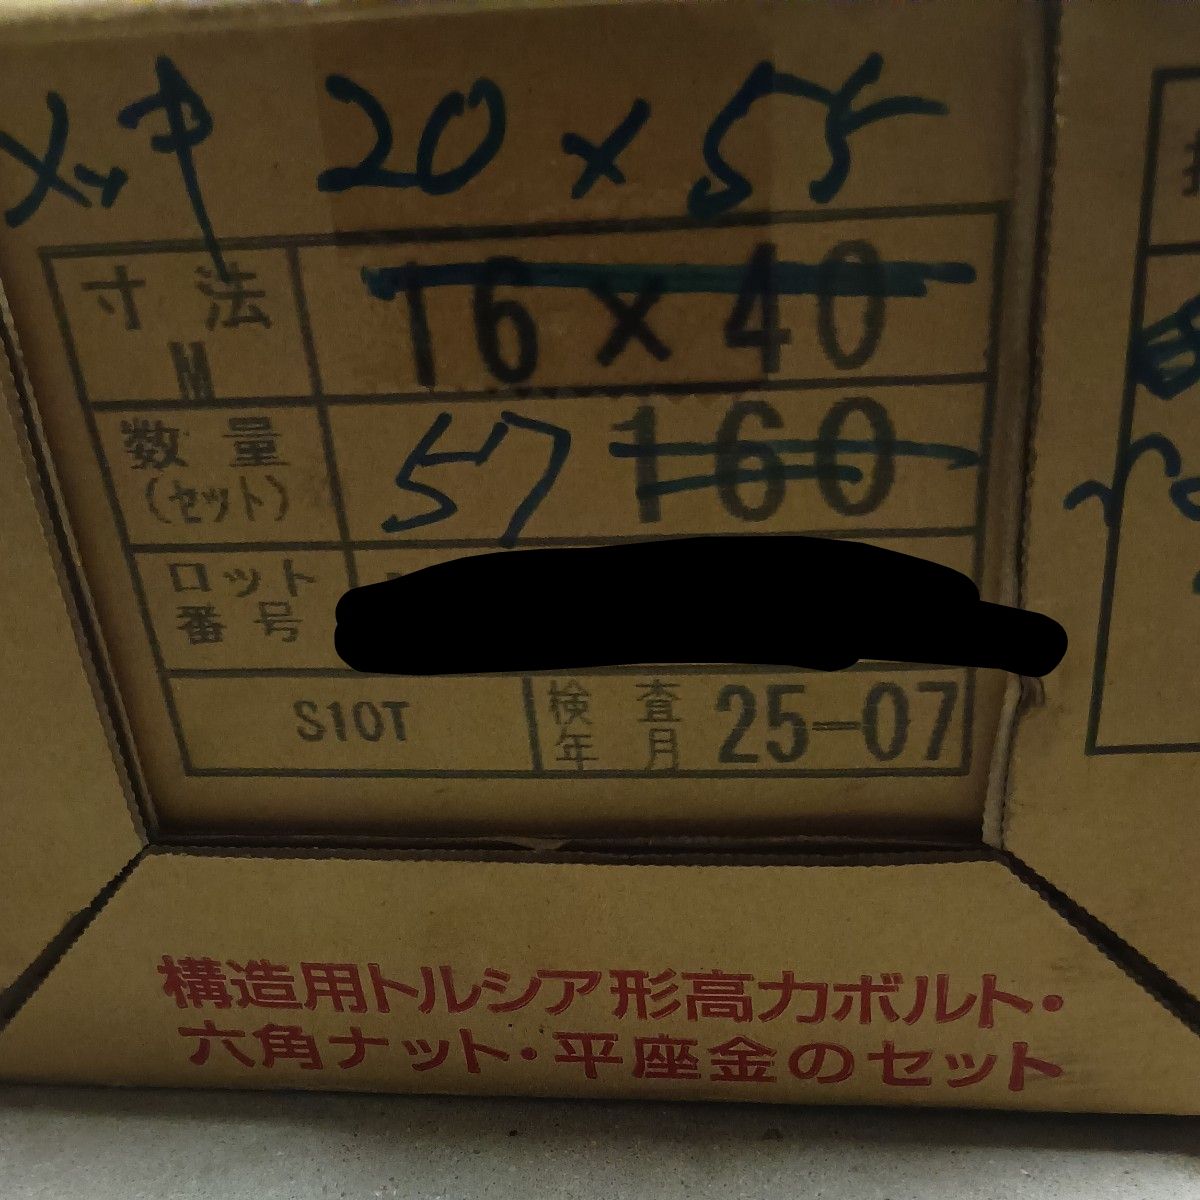 メッキ 20×55
寸法 M 16×40
数量 (セット) 57 160
ロット番号
S10T 検査年月 25-07
構造用トルシア形高力ボルト・
六角ナット・平座金のセット